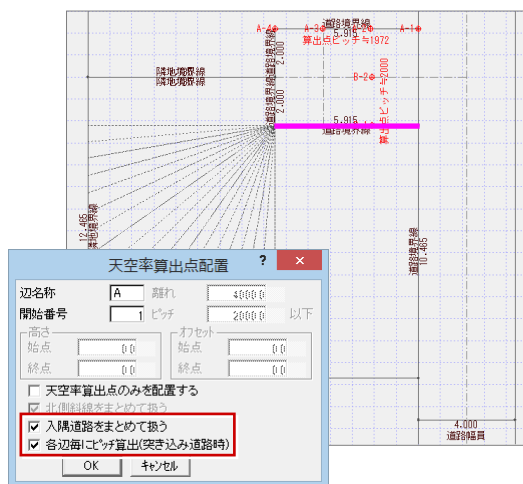 道路境界線
A-4 A-3 A-2 A-1
5.915
算出点ピッチ≒1972
道路境界線
2.000
隣地境界線
隣地境界線
B-2
算出点ピッチ≒2000
道路境界線
2.000
5.915
道路境界線
12.485
隣地境界線
道路境界線
10.485
4.000
道路幅員
天空率算出点配置 ? ×
辺名称 A 離れ 4000.0
開始番号 1 ピッチ 2000.0 以下
高さ オフセット
始点 0.0 始点 0.0
終点 0.0 終点 0.0
天空率算出点のみを配置する
北側斜線をまとめて扱う
入隅道路をまとめて扱う
各辺毎にピッチ算出(突き込み道路時)
OK キャンセル